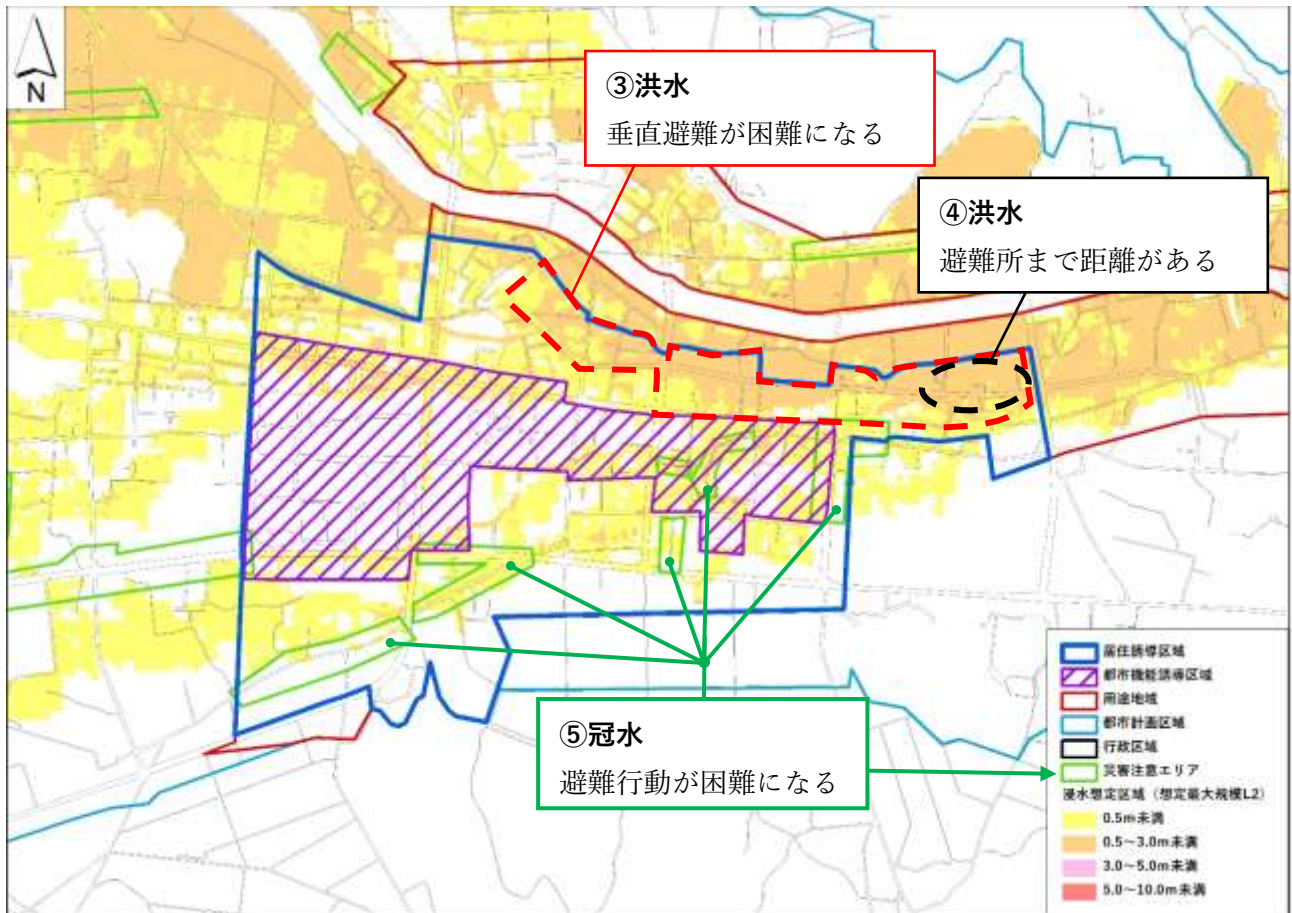 N
③洪水
垂直避難が困難になる
④洪水
避難所まで距離がある
⑤冠水
避難行動が困難になる
居住誘導区域
都市機能誘導区域
用途地域
都市計画区域
行政区域
災害注意エリア
浸水想定区域（想定最大規模L2）
0.5m未満
0.5～3.0m未満
3.0～5.0m未満
5.0～10.0m未満